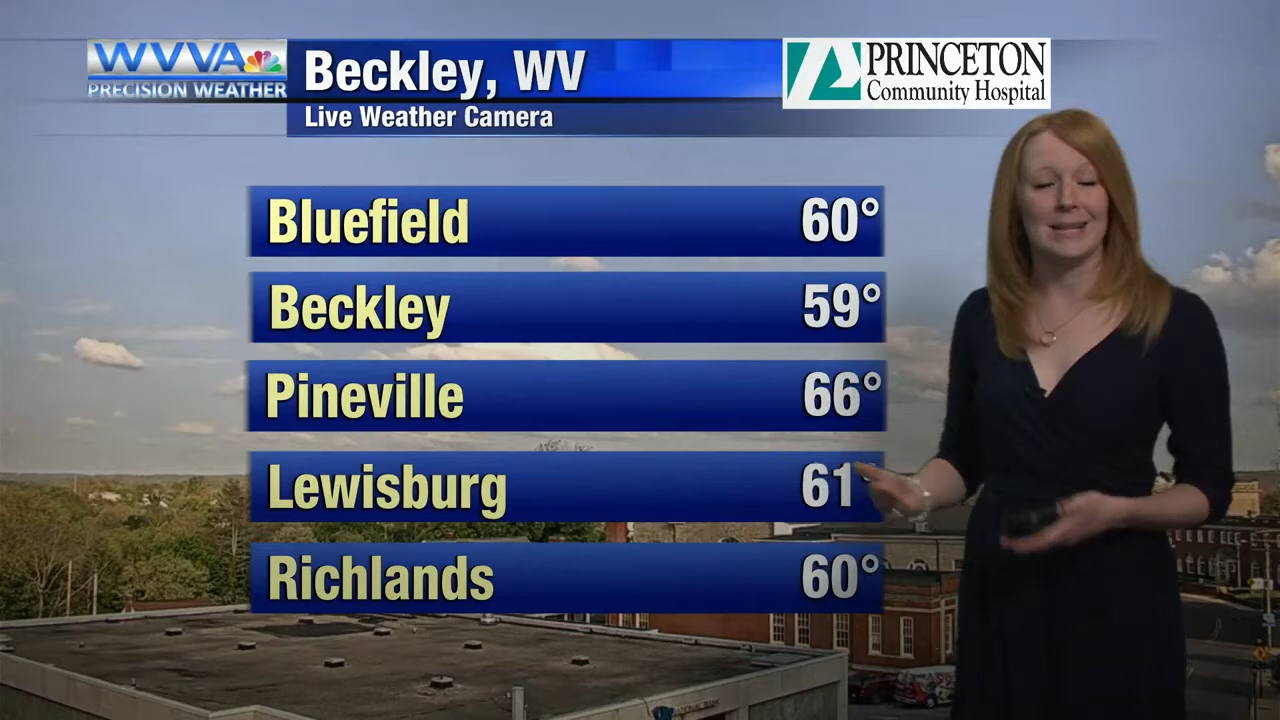 WVVA
PRECISION WEATHER
Beckley, WV
Live Weather Camera
PRINCETON
Community Hospital
Bluefield 60°
Beckley 59°
Pineville 66°
Lewisburg 61°
Richlands 60°